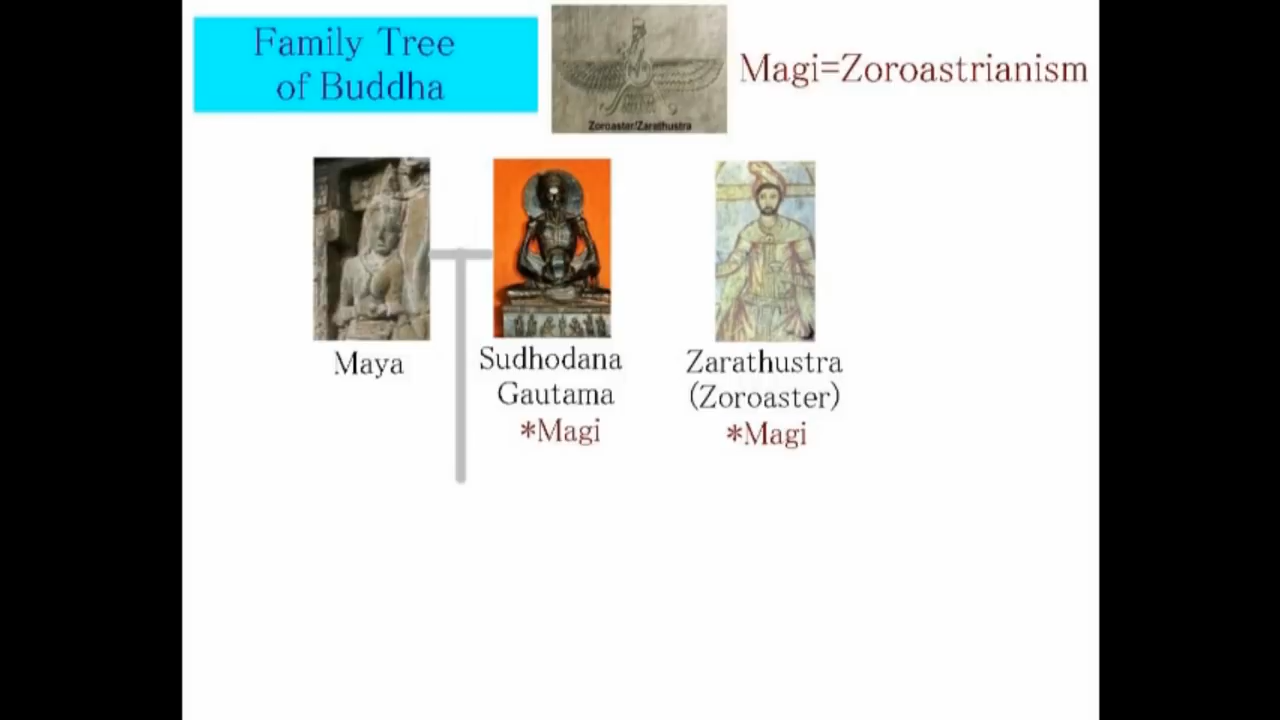 Family Tree
of Buddha
Zoroaster/Zarathustra
Magi=Zoroastrianism
Maya
Sudhodana
Gautama
*Magi
Zarathustra
(Zoroaster)
*Magi